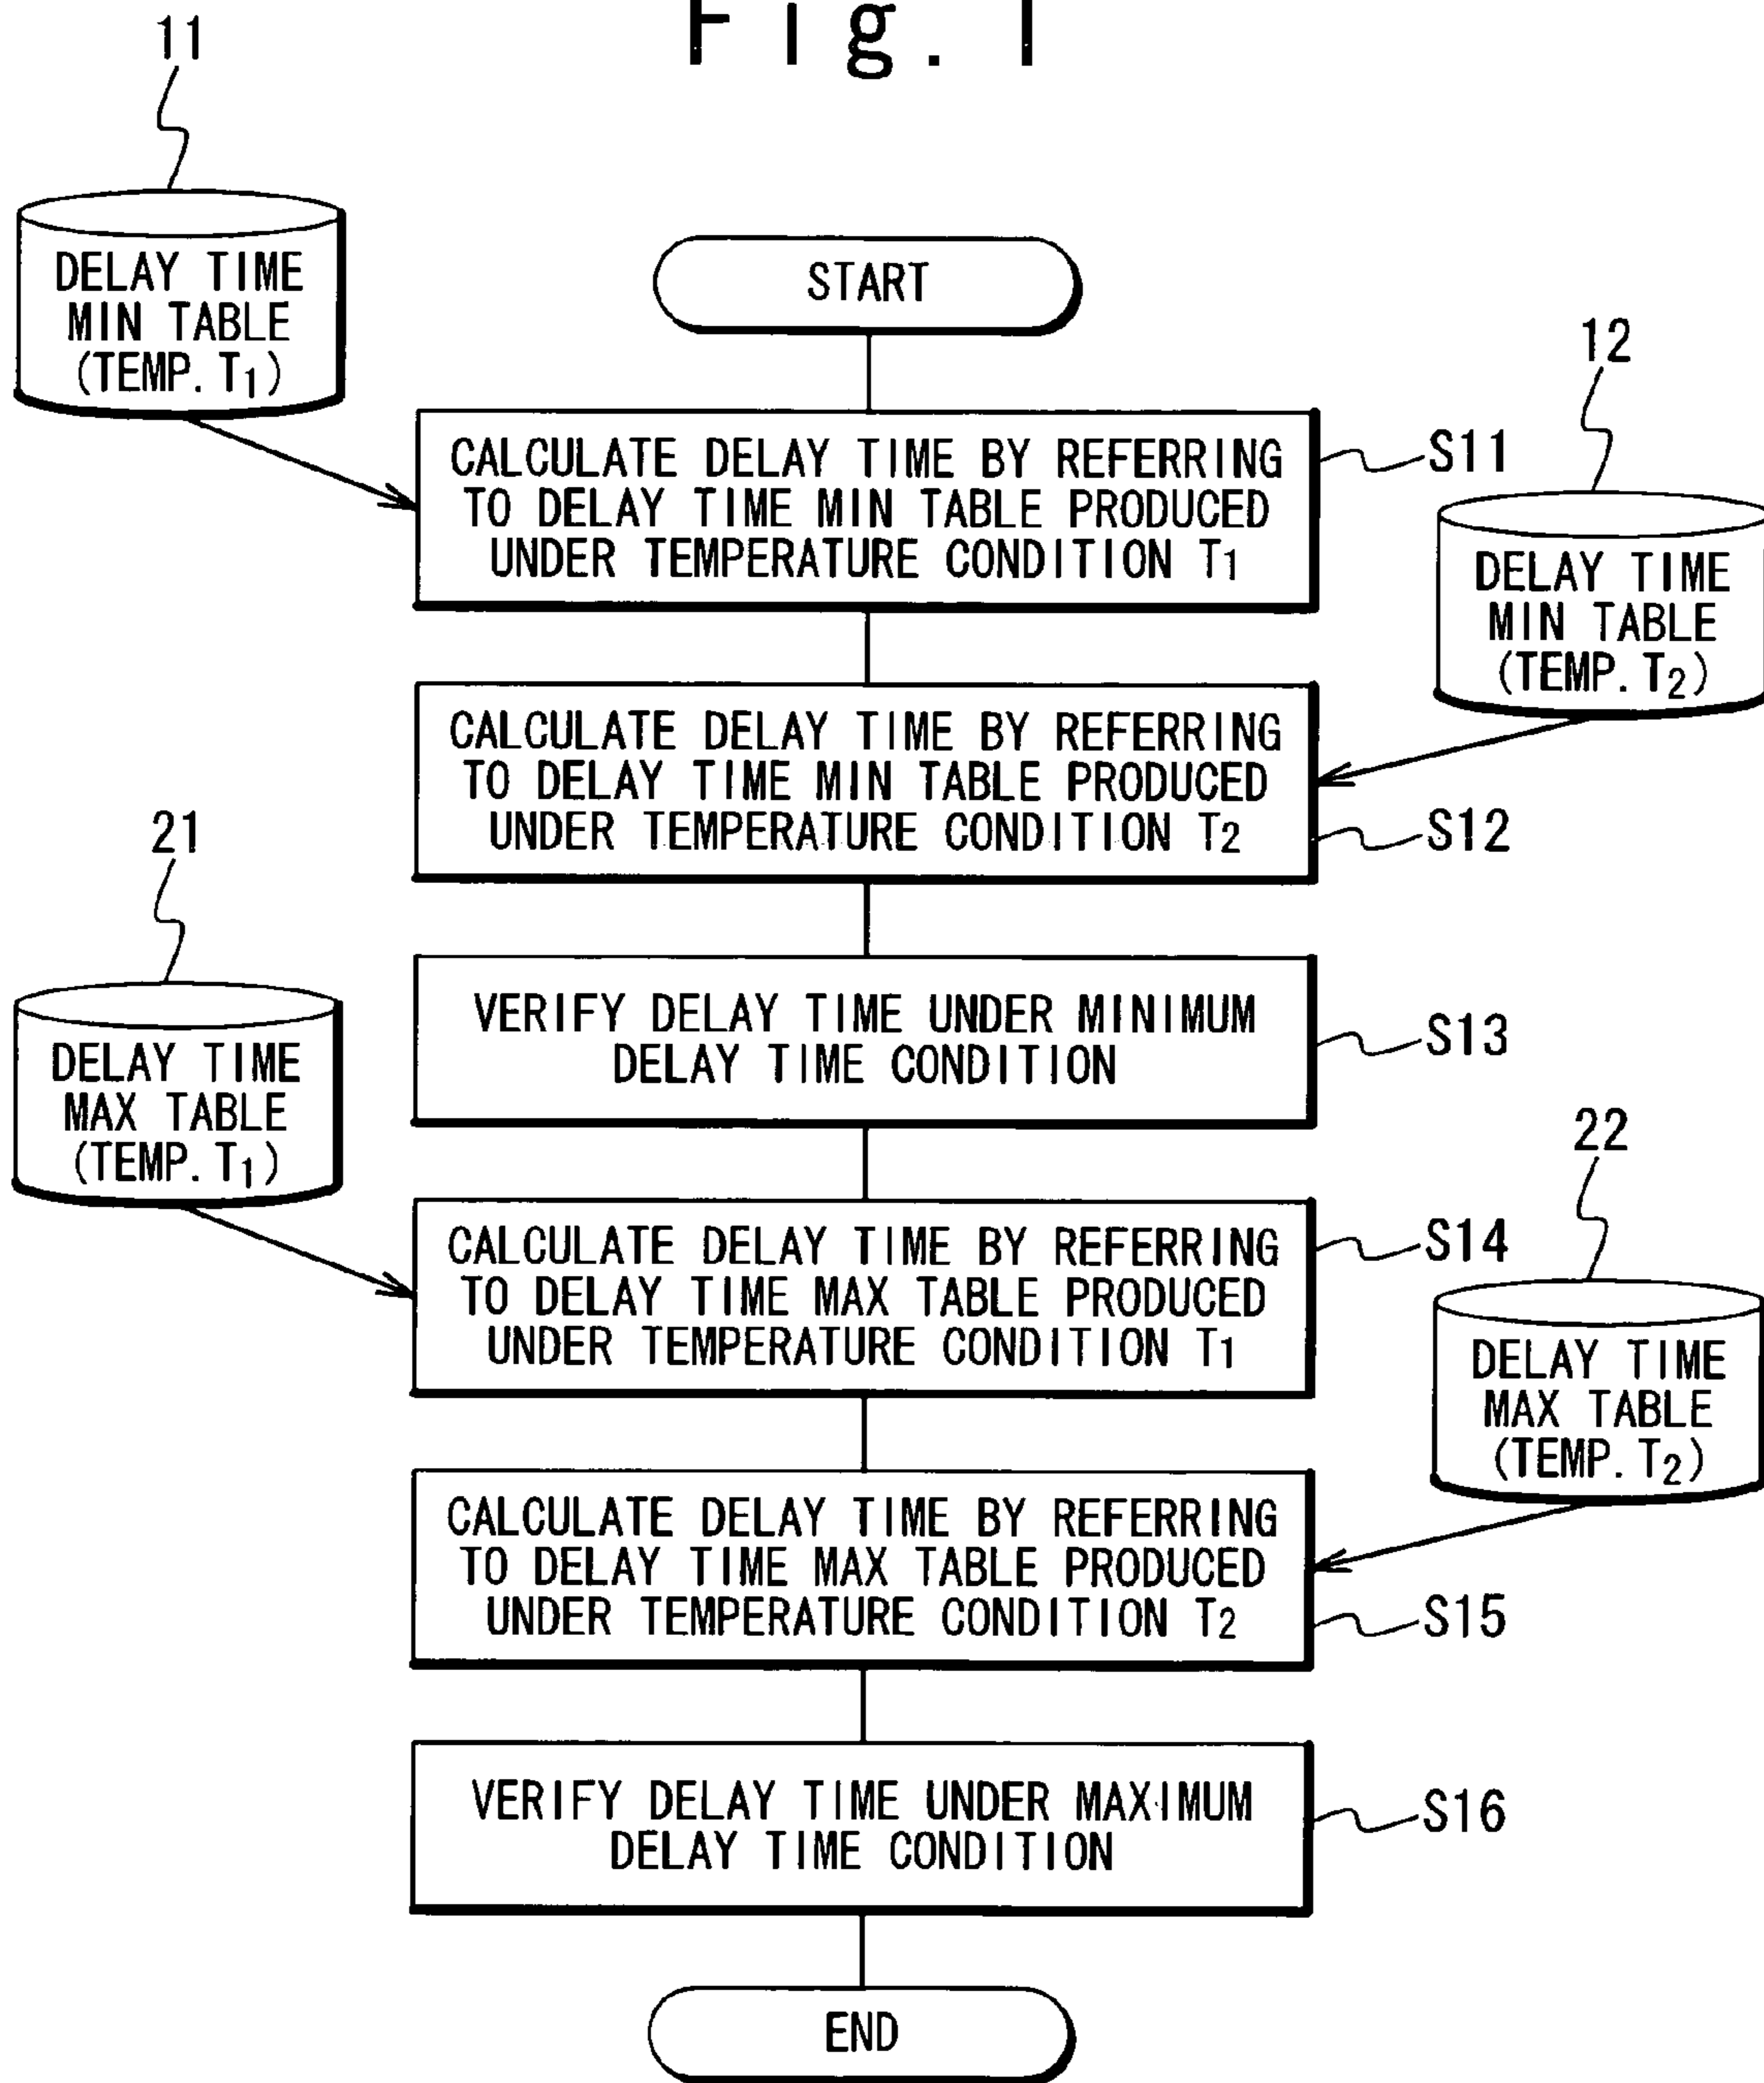 Fig. 1
11
DELAY TIME
MIN TABLE
(TEMP. T1)
START
12
DELAY TIME
MIN TABLE
(TEMP. T2)
CALCULATE DELAY TIME BY REFERRING
TO DELAY TIME MIN TABLE PRODUCED
UNDER TEMPERATURE CONDITION T1
S11
CALCULATE DELAY TIME BY REFERRING
TO DELAY TIME MIN TABLE PRODUCED
UNDER TEMPERATURE CONDITION T2
S12
21
DELAY TIME
MAX TABLE
(TEMP. T1)
VERIFY DELAY TIME UNDER MINIMUM
DELAY TIME CONDITION
S13
22
DELAY TIME
MAX TABLE
(TEMP. T2)
CALCULATE DELAY TIME BY REFERRING
TO DELAY TIME MAX TABLE PRODUCED
UNDER TEMPERATURE CONDITION T1
S14
CALCULATE DELAY TIME BY REFERRING
TO DELAY TIME MAX TABLE PRODUCED
UNDER TEMPERATURE CONDITION T2
S15
VERIFY DELAY TIME UNDER MAXIMUM
DELAY TIME CONDITION
S16
END